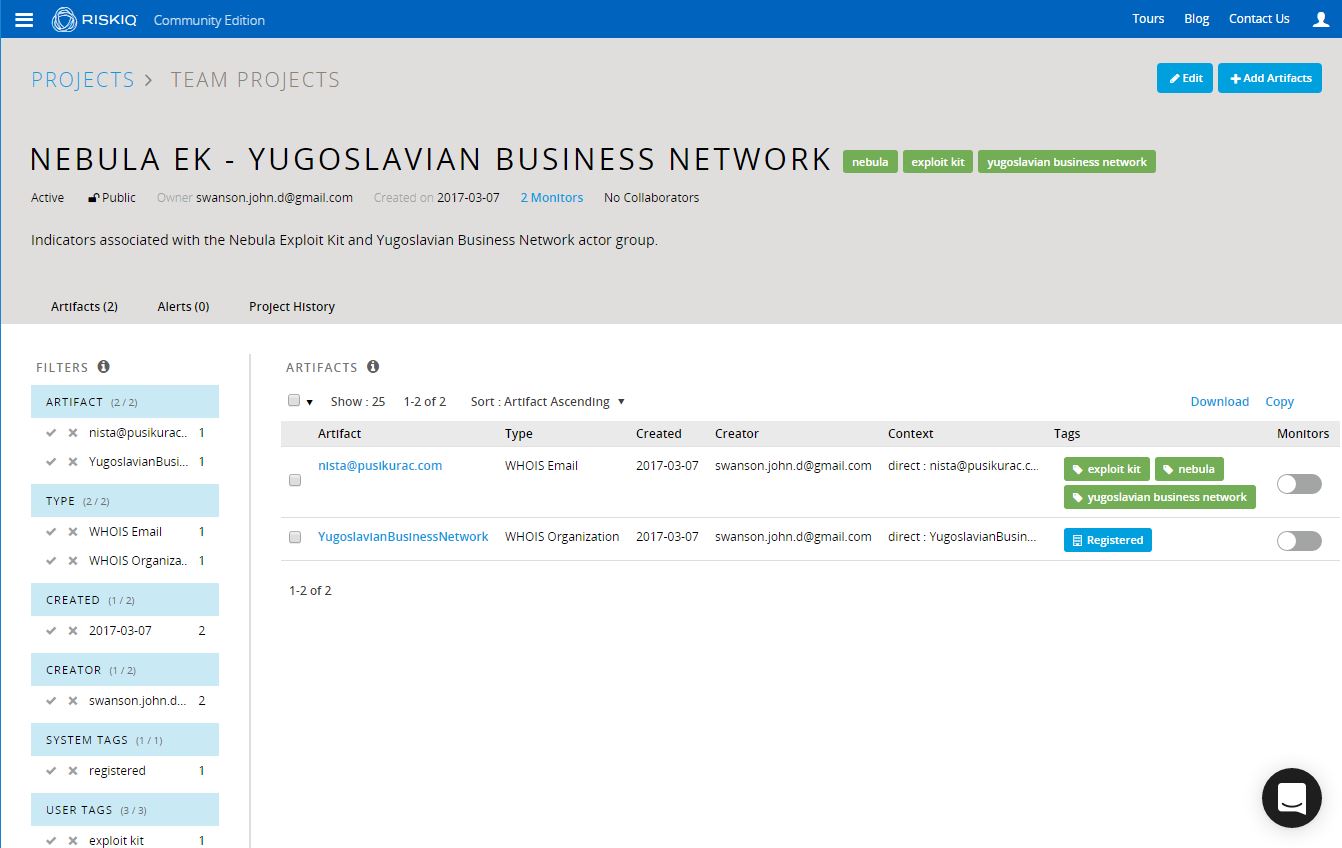 RISKIQ Community Edition Tours Blog Contact Us
PROJECTS > TEAM PROJECTS Edit Add Artifacts
NEBULA EK - YUGOSLAVIAN BUSINESS NETWORK nebula exploit kit yugoslavian business network
Active Public Owner swanson.john.d@gmail.com Created on 2017-03-07 2 Monitors No Collaborators
Indicators associated with the Nebula Exploit Kit and Yugoslavian Business Network actor group.
Artifacts (2) Alerts (0) Project History
FILTERS
ARTIFACT (2 / 2)
nista@pusikurac.. 1
YugoslavianBusi... 1
TYPE (2 / 2)
WHOIS Email 1
WHOIS Organiza.. 1
CREATED (1 / 2)
2017-03-07 2
CREATOR (1 / 2)
swanson.john.d... 2
SYSTEM TAGS (1 / 1)
registered 1
USER TAGS (3 / 3)
exploit kit 1
ARTIFACTS
Show : 25 1-2 of 2 Sort : Artifact Ascending Download Copy
Artifact Type Created Creator Context Tags Monitors
nista@pusikurac.com WHOIS Email 2017-03-07 swanson.john.d@gmail.com direct : nista@pusikurac.c... exploit kit nebula
yugoslavian business network
YugoslavianBusinessNetwork WHOIS Organization 2017-03-07 swanson.john.d@gmail.com direct : YugoslavianBusin... Registered
1-2 of 2